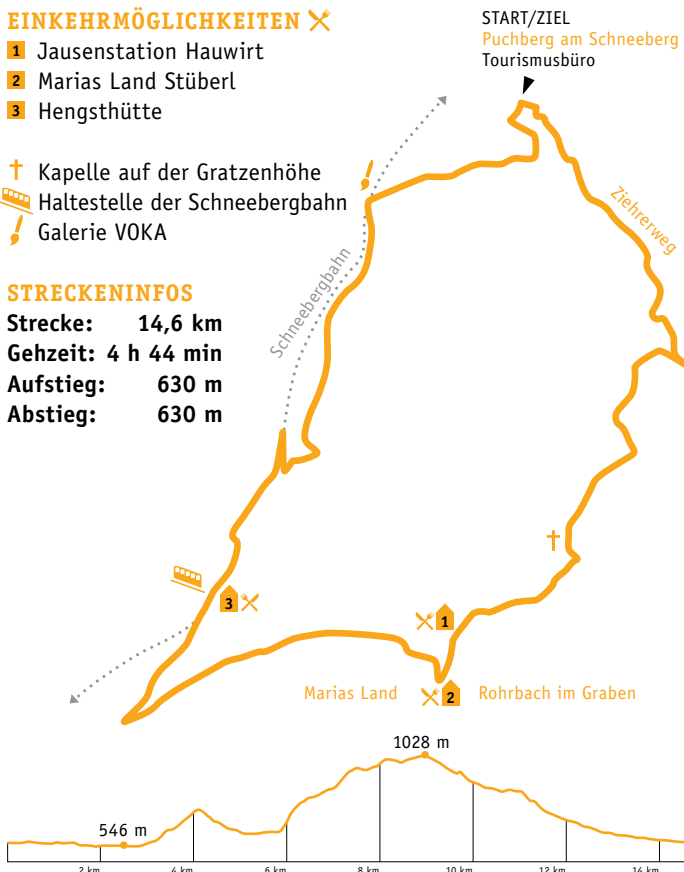 EINKEHRMÖGLICHKEITEN
1 Jausenstation Hauwirt
2 Marias Land Stüberl
3 Hengsthütte
Kapelle auf der Gratzenhöhe
Haltestelle der Schneebergbahn
Galerie VOKA
STRECKENINFOS
Strecke: 14,6 km
Gehzeit: 4 h 44 min
Aufstieg: 630 m
Abstieg: 630 m
START/ZIEL
Puchberg am Schneeberg
Tourismusbüro
Ziehrerweg
Schneebergbahn
3
1
Marias Land
2
Rohrbach im Graben
1028 m
546 m
2 km
4 km
6 km
8 km
10 km
12 km
14 km